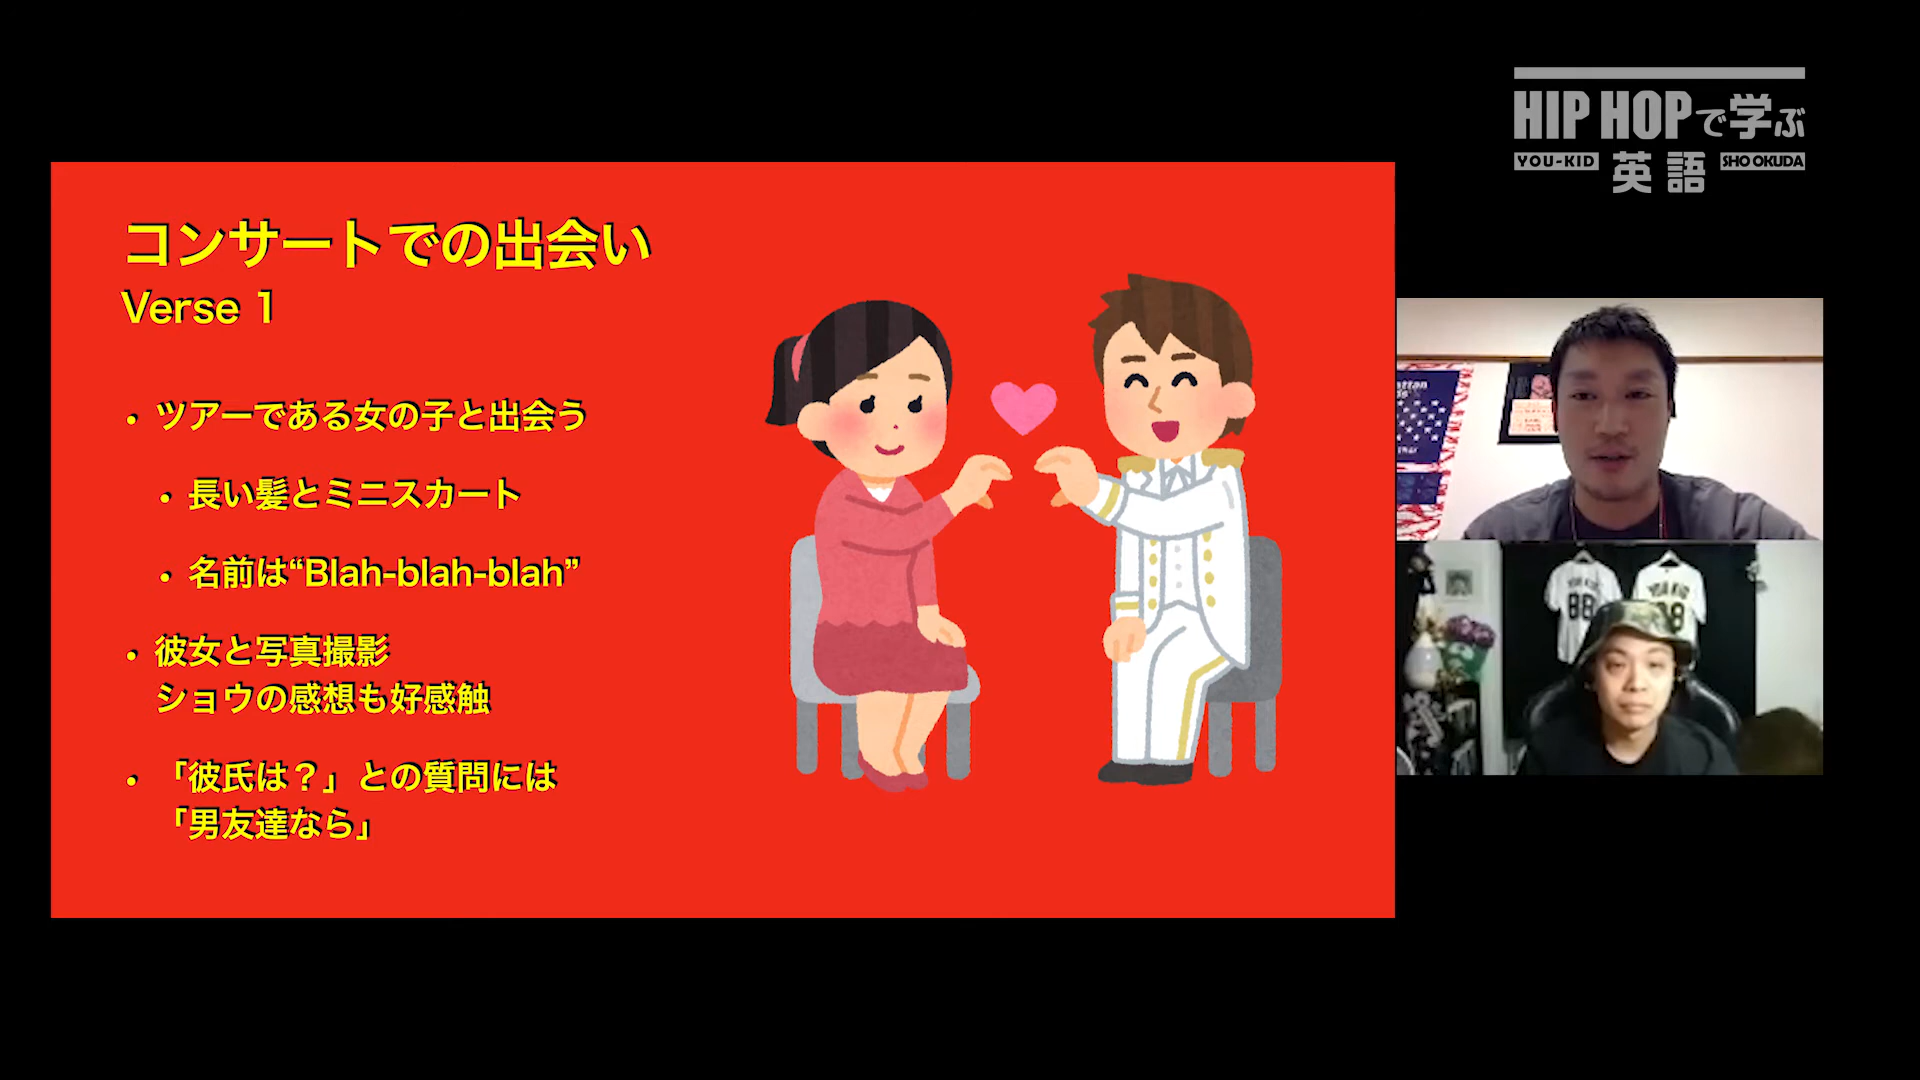 HIP HOPで学ぶ
YOU-KID 英語 SHO OKUDA
コンサートでの出会い
Verse 1
• ツアーである女の子と出会う
• 長い髪とミニスカート
• 名前は“Blah-blah-blah”
• 彼女と写真撮影
ショウの感想も好感触
• 「彼氏は？」との質問には
「男友達なら」
88